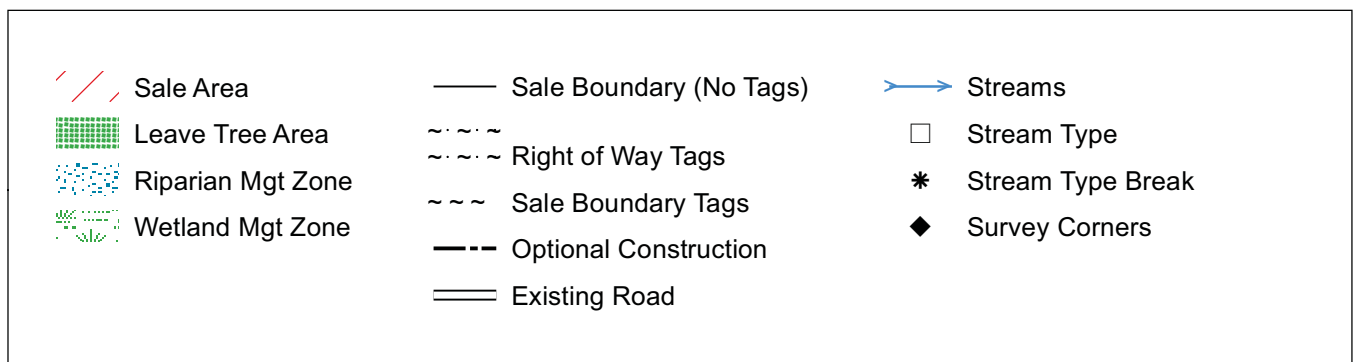 Sale Area
Leave Tree Area
Riparian Mgt Zone
Wetland Mgt Zone
Sale Boundary (No Tags)
Right of Way Tags
Sale Boundary Tags
Optional Construction
Existing Road
Streams
Stream Type
Stream Type Break
Survey Corners